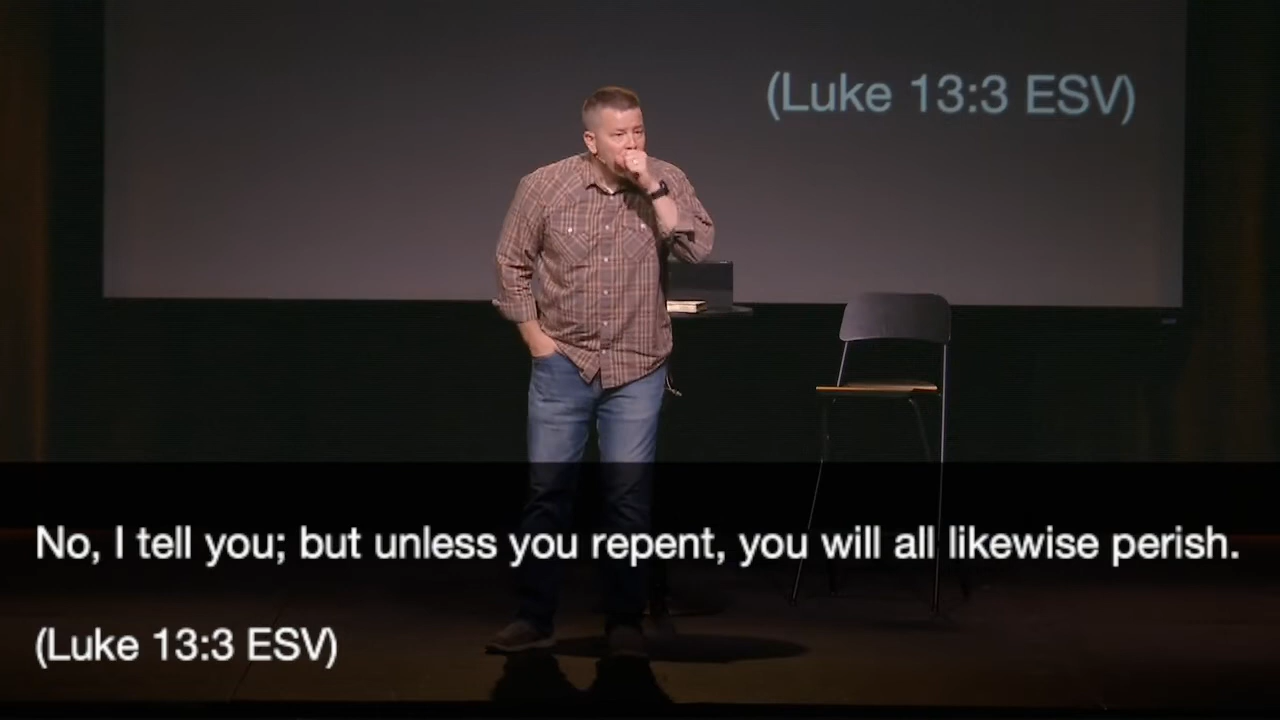 (Luke 13:3 ESV)
No, I tell you; but unless you repent, you will all likewise perish.
(Luke 13:3 ESV)